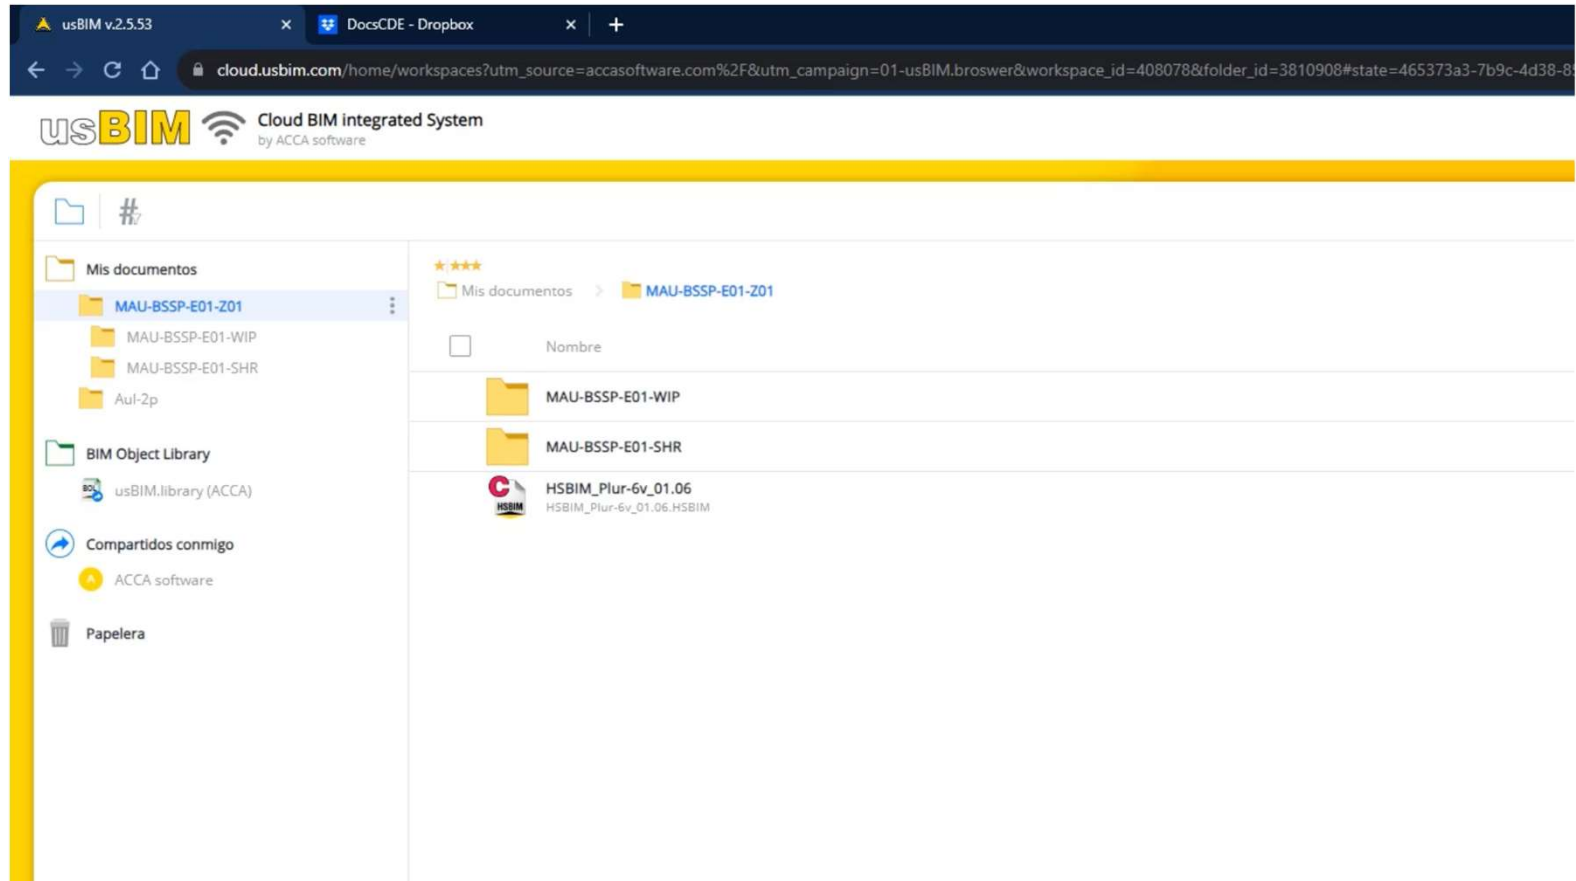 usBIM v.2.5.53
DocsCDE - Dropbox
cloud.usbim.com/home/workspaces?utm_source=accasoftware.com%2F&utm_campaign=01-usBIM.broswer&workspace_id=408078&folder_id=3810908#state=465373a3-7b9c-4d38-8
usBIM
Cloud BIM integrated System
by ACCA software
Mis documentos
MAU-BSSP-E01-Z01
MAU-BSSP-E01-WIP
MAU-BSSP-E01-SHR
Aul-2p
BIM Object Library
usBIM.library (ACCA)
Compartidos conmigo
ACCA software
Papelera
Mis documentos > MAU-BSSP-E01-Z01
Nombre
MAU-BSSP-E01-WIP
MAU-BSSP-E01-SHR
HSBIM
HSBIM_Plur-6v_01.06
HSBIM_Plur-6v_01.06.HSBIM